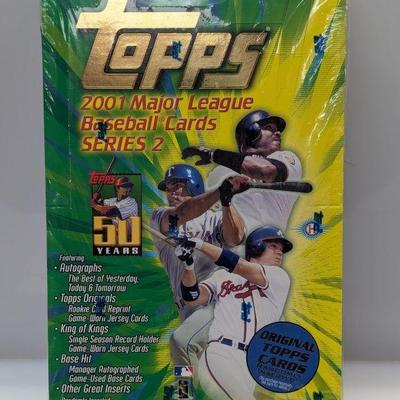 Topps
2001 Major League
Baseball Cards
SERIES 2
TOPPS
50
YEARS
Featuring
• Autographs
The Best of Yesterday,
Today & Tomorrow
• Topps Originals
Rookie Card Reprint
Game-Worn Jersey Cards
• King of Kings
Single Season Record Holder
Game-Worn Jersey Cards
• Base Hit
Manager Autographed
Game-Used Base Cards
• Other Great Inserts
Braves
H
ORIGINAL
TOPPS
CARDS